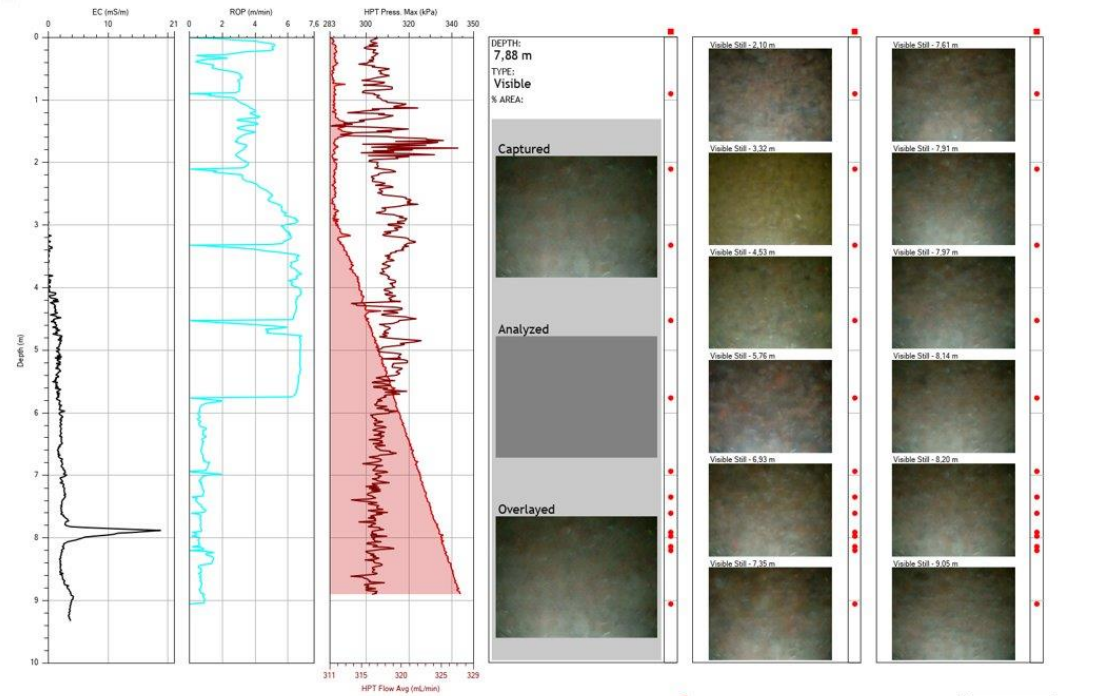 EC (mS/m)
0 10 21
ROP (m/min)
0 2 4 6 7,6
HPT Press. Max (kPa)
283 300 320 340 350
Depth (m)
0
1
2
3
4
5
6
7
8
9
10
311 315 320 325 329
HPT Flow Avg (mL/min)
DEPTH:
7,88 m
TYPE:
Visible
% AREA:
Captured
Analyzed
Overlayed
Visible Still - 2,10 m
Visible Still - 3,32 m
Visible Still - 4,53 m
Visible Still - 5,76 m
Visible Still - 6,93 m
Visible Still - 7,35 m
Visible Still - 7,61 m
Visible Still - 7,91 m
Visible Still - 7,97 m
Visible Still - 8,14 m
Visible Still - 8,20 m
Visible Still - 9,05 m